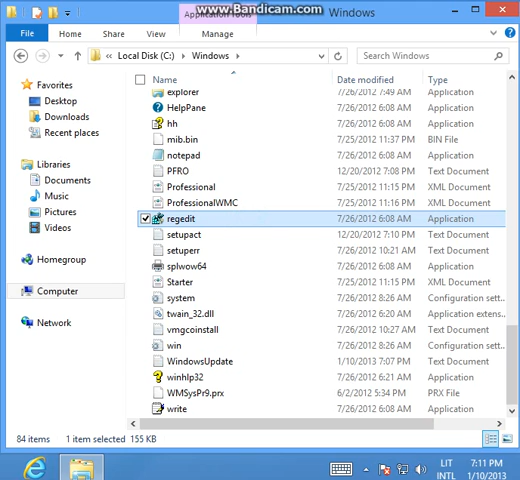 Application Tools
www.Bandicam.com
Windows
File
Home
Share
View
Manage
Local Disk (C:)
Windows
Search Windows
Name
Date modified
Type
Favorites
Desktop
Downloads
Recent places
Libraries
Documents
Music
Pictures
Videos
Homegroup
Computer
Network
explorer 7/26/2012 7:49 AM Application
HelpPane 7/26/2012 6:08 AM Application
hh 7/26/2012 6:08 AM Application
mib.bin 7/25/2012 11:37 PM BIN File
notepad 7/26/2012 6:08 AM Application
PFRO 12/20/2012 7:08 PM Text Document
Professional 7/25/2012 11:15 PM XML Document
ProfessionalWMC 7/25/2012 11:15 PM XML Document
regedit 7/26/2012 6:08 AM Application
setupact 12/20/2012 7:10 PM Text Document
setuperr 7/26/2012 10:21 AM Text Document
splwow64 7/26/2012 6:08 AM Application
Starter 7/25/2012 11:15 PM XML Document
system 7/26/2012 8:26 AM Configuration sett...
twain_32.dll 7/26/2012 6:20 AM Application extens...
vmgcoinstall 7/26/2012 10:27 AM Text Document
win 7/26/2012 8:26 AM Configuration sett...
WindowsUpdate 1/10/2013 7:07 PM Text Document
winhlp32 7/26/2012 6:21 AM Application
WMSysPr9.prx 6/2/2012 5:34 PM PRX File
write 7/26/2012 6:08 AM Application
84 items 1 item selected 155 KB
LIT 7:11 PM
INTL 1/10/2013